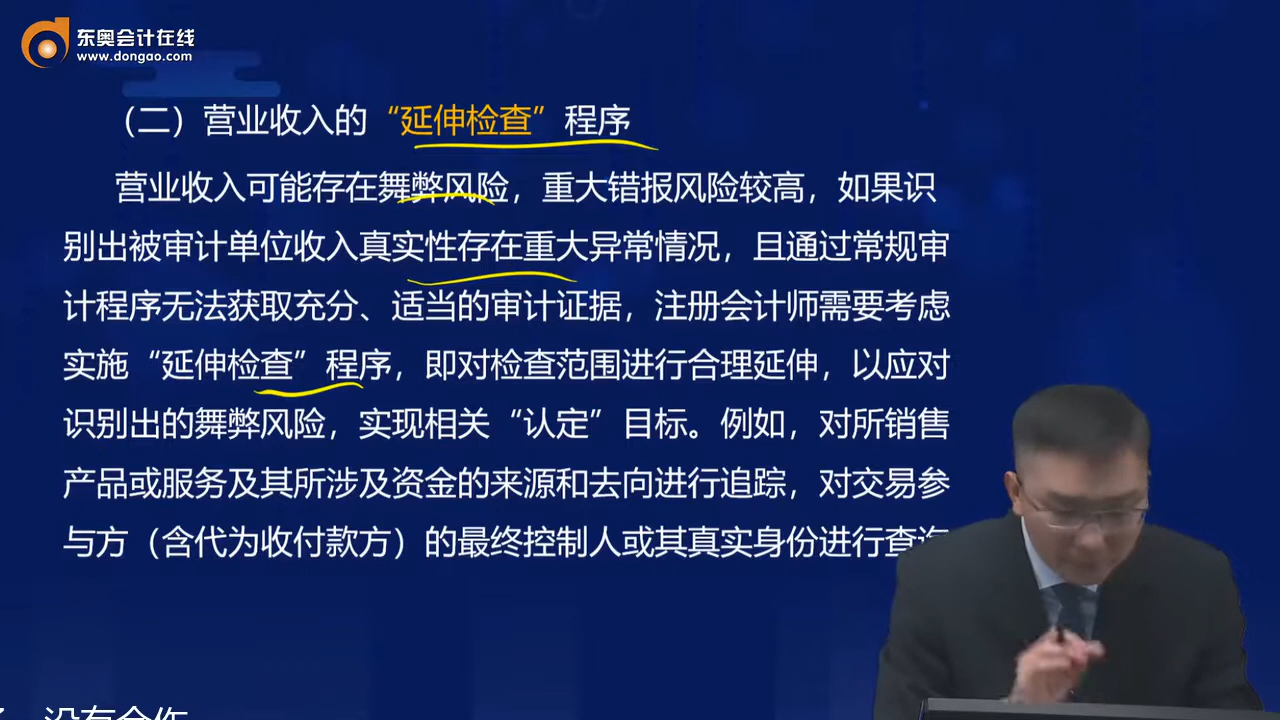 东奥会计在线
www.dongao.com
（二）营业收入的“延伸检查”程序
营业收入可能存在舞弊风险，重大错报风险较高，如果识
别出被审计单位收入真实性存在重大异常情况，且通过常规审
计程序无法获取充分、适当的审计证据，注册会计师需要考虑
实施“延伸检查”程序，即对检查范围进行合理延伸，以应对
识别出的舞弊风险，实现相关“认定”目标。例如，对所销售
产品或服务及其所涉及资金的来源和去向进行追踪，对交易参
与方（含代为收付款方）的最终控制人或其真实身份进行查询
没有合作